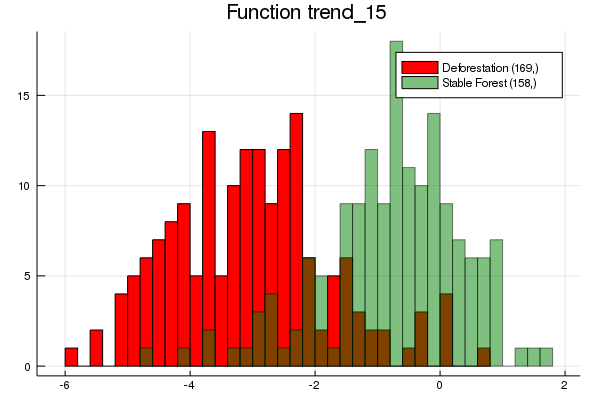 Function trend_15
Deforestation (169,)
Stable Forest (158,)
15
10
5
0
-6 -4 -2 0 2